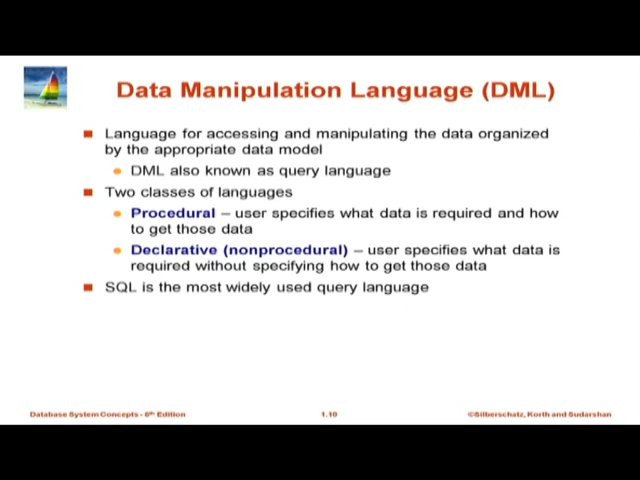 Data Manipulation Language (DML)
Language for accessing and manipulating the data organized
by the appropriate data model
DML also known as query language
Two classes of languages
Procedural – user specifies what data is required and how
to get those data
Declarative (nonprocedural) – user specifies what data is
required without specifying how to get those data
SQL is the most widely used query language
Database System Concepts - 6th Edition
1.10
©Silberschatz, Korth and Sudarshan